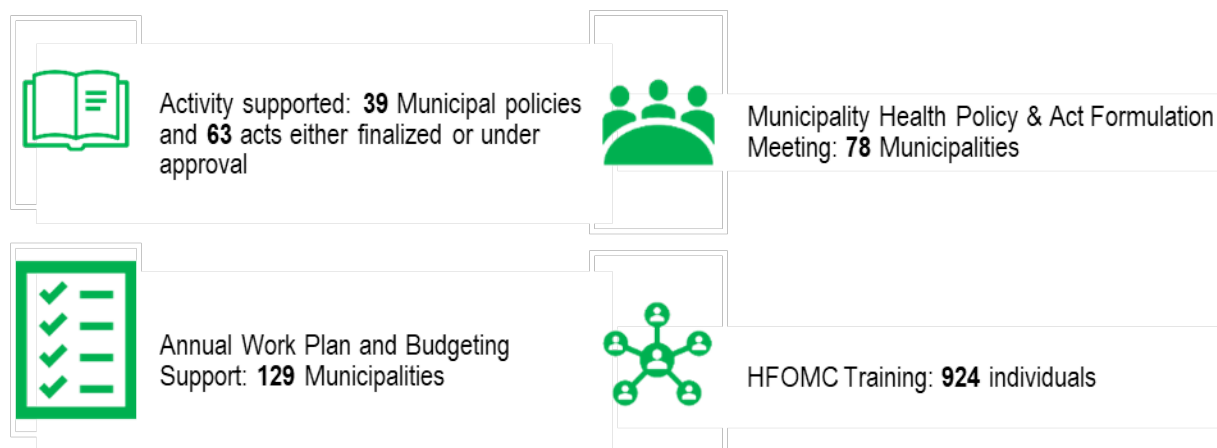 Activity supported: 39 Municipal policies
and 63 acts either finalized or under
approval
Municipality Health Policy & Act Formulation
Meeting: 78 Municipalities
Annual Work Plan and Budgeting
Support: 129 Municipalities
HFOMC Training: 924 individuals